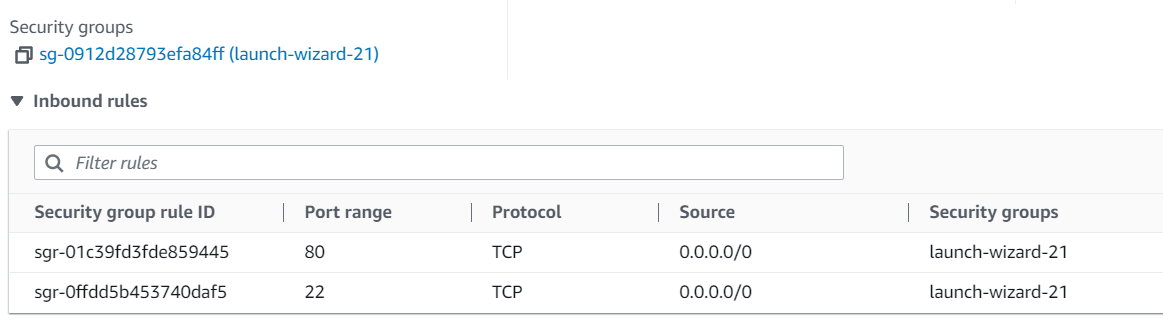 Security groups
sg-0912d28793efa84ff (launch-wizard-21)
Inbound rules
Filter rules
Security group rule ID Port range Protocol Source Security groups
sgr-01c39fd3fde859445 80 TCP 0.0.0.0/0 launch-wizard-21
sgr-0ffdd5b453740daf5 22 TCP 0.0.0.0/0 launch-wizard-21